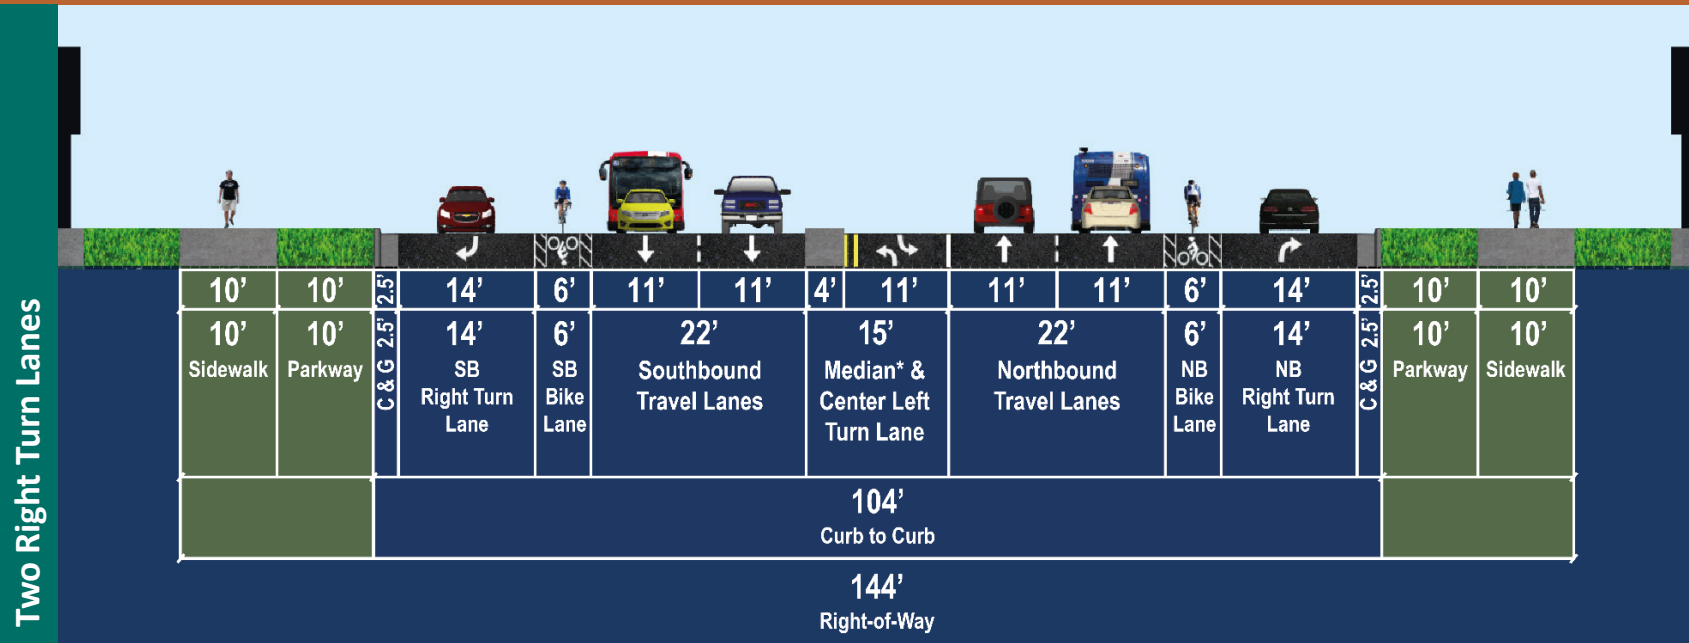 Two Right Turn Lanes
10’ 10’ 2.5’ 14’ 6’ 11’ 11’ 4’ 11’ 11’ 11’ 6’ 14’ 2.5’ 10’ 10’
10’
Sidewalk
10’
Parkway
C & G 2.5’
14’
SB
Right Turn
Lane
6’
SB
Bike
Lane
22’
Southbound
Travel Lanes
15’
Median* &
Center Left
Turn Lane
22’
Northbound
Travel Lanes
6’
NB
Bike
Lane
14’
NB
Right Turn
Lane
C & G 2.5’
10’
Parkway
10’
Sidewalk
104’
Curb to Curb
144’
Right-of-Way